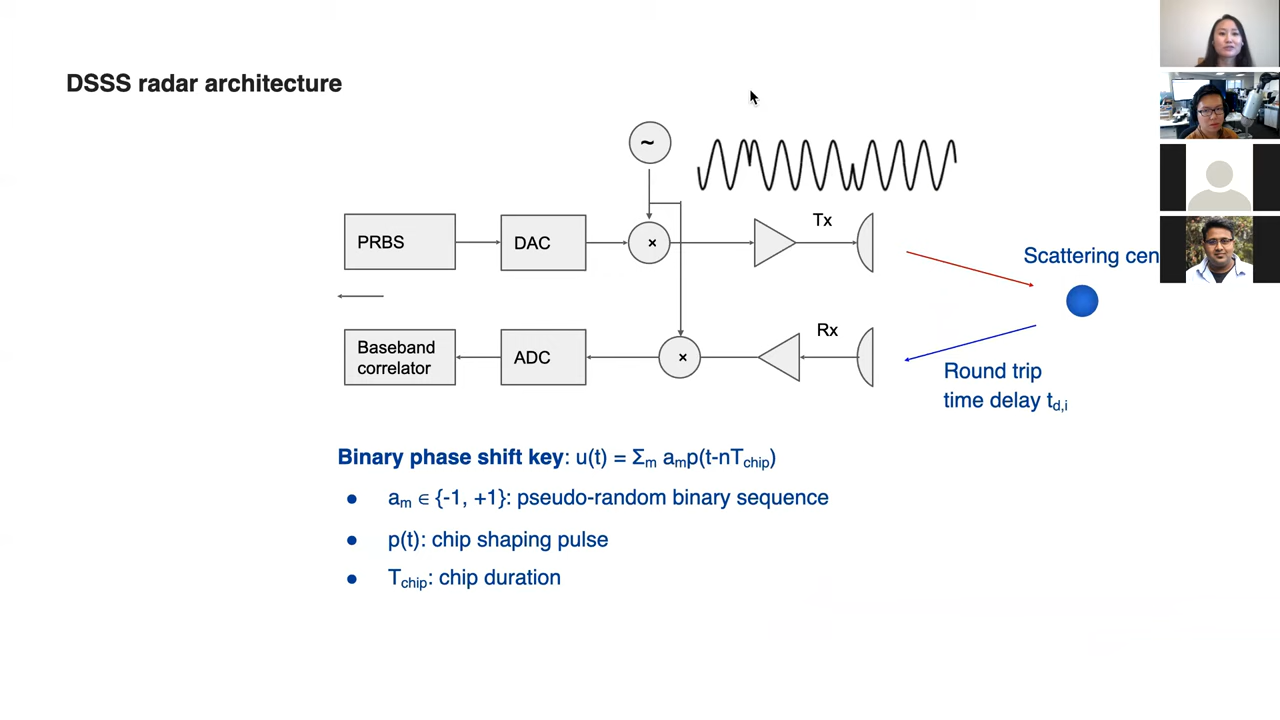 DSSS radar architecture
~
PRBS
DAC
×
Tx
Scattering cen
Baseband
correlator
ADC
×
Rx
Round trip
time delay t_d,i
Binary phase shift key: u(t) = Σ_m a_m p(t-nT_chip)
● a_m ∈ {-1, +1}: pseudo-random binary sequence
● p(t): chip shaping pulse
● T_chip: chip duration